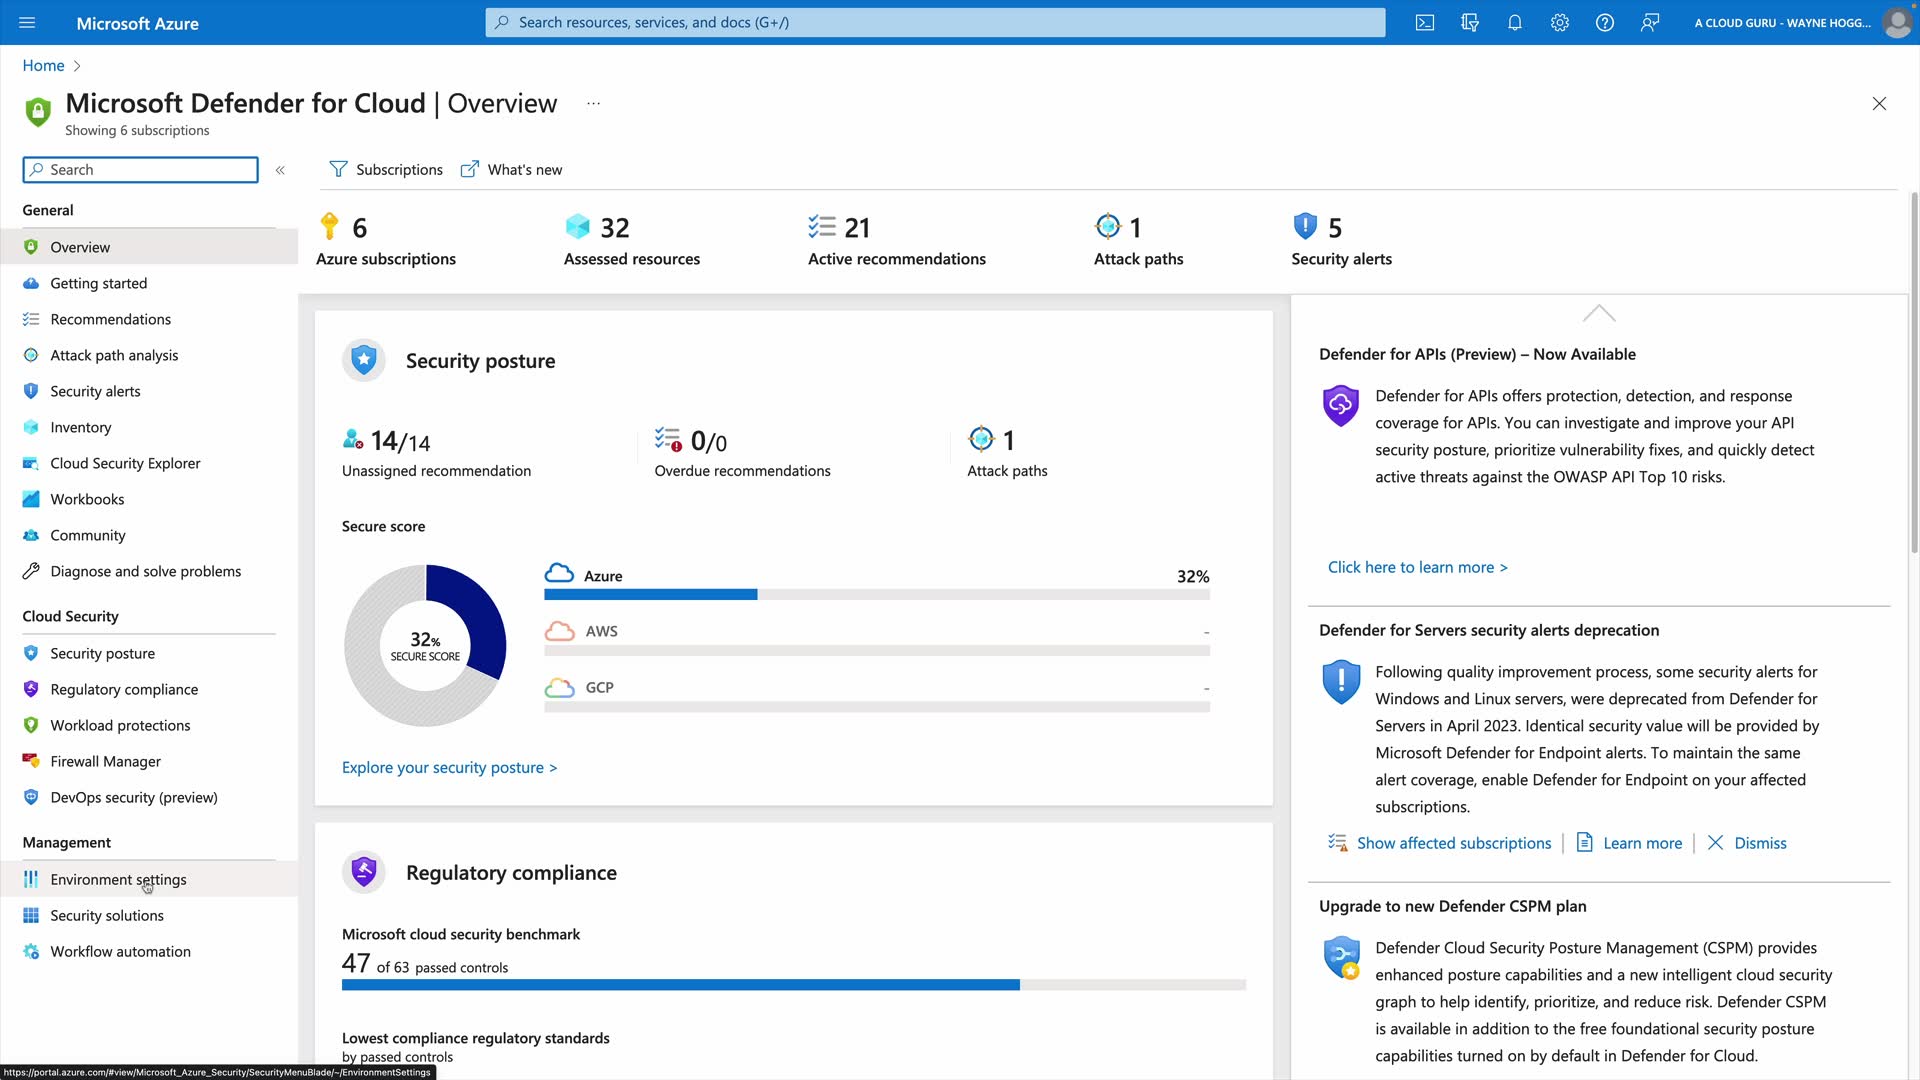 Microsoft Azure
Search resources, services, and docs (G+/)
A CLOUD GURU - WAYNE HOGG...
Home
Microsoft Defender for Cloud | Overview
...
Showing 6 subscriptions
Search
«
Subscriptions
What's new
General
Overview
Getting started
Recommendations
Attack path analysis
Security alerts
Inventory
Cloud Security Explorer
Workbooks
Community
Diagnose and solve problems
Cloud Security
Security posture
Regulatory compliance
Workload protections
Firewall Manager
DevOps security (preview)
Management
Environment settings
Security solutions
Workflow automation
6
Azure subscriptions
32
Assessed resources
21
Active recommendations
1
Attack paths
5
Security alerts
Security posture
14/14
Unassigned recommendation
0/0
Overdue recommendations
1
Attack paths
Secure score
32%
SECURE SCORE
Azure 32%
AWS -
GCP -
Explore your security posture >
Regulatory compliance
Microsoft cloud security benchmark
47 of 63 passed controls
Lowest compliance regulatory standards
by passed controls
Defender for APIs (Preview) – Now Available
Defender for APIs offers protection, detection, and response
coverage for APIs. You can investigate and improve your API
security posture, prioritize vulnerability fixes, and quickly detect
active threats against the OWASP API Top 10 risks.
Click here to learn more >
Defender for Servers security alerts deprecation
Following quality improvement process, some security alerts for
Windows and Linux servers, were deprecated from Defender for
Servers in April 2023. Identical security value will be provided by
Microsoft Defender for Endpoint alerts. To maintain the same
alert coverage, enable Defender for Endpoint on your affected
subscriptions.
Show affected subscriptions
Learn more
Dismiss
Upgrade to new Defender CSPM plan
Defender Cloud Security Posture Management (CSPM) provides
enhanced posture capabilities and a new intelligent cloud security
graph to help identify, prioritize, and reduce risk. Defender CSPM
is available in addition to the free foundational security posture
capabilities turned on by default in Defender for Cloud.
https://portal.azure.com/#view/Microsoft_Azure_Security/SecurityMenuBlade/~/EnvironmentSettings